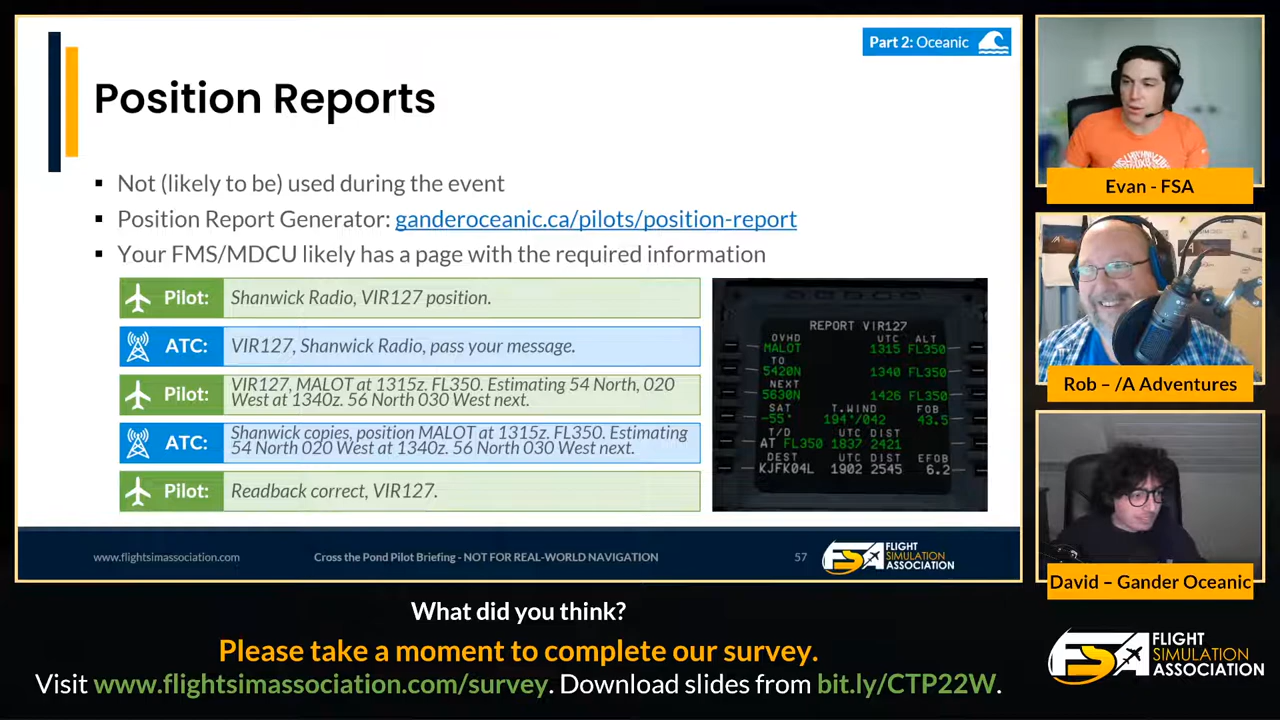 Part 2: Oceanic
Position Reports
▪ Not (likely to be) used during the event
▪ Position Report Generator: ganderoceanic.ca/pilots/position-report
▪ Your FMS/MDCU likely has a page with the required information
Pilot: Shanwick Radio, VIR127 position.
ATC: VIR127, Shanwick Radio, pass your message.
Pilot: VIR127, MALOT at 1315z. FL350. Estimating 54 North, 020
West at 1340z. 56 North 030 West next.
ATC: Shanwick copies, position MALOT at 1315z. FL350. Estimating
54 North 020 West at 1340z. 56 North 030 West next.
Pilot: Readback correct, VIR127.
REPORT VIR127
OVHD UTC ALT
MALOT 1315 FL350
TO
5420N 1340 FL350
NEXT
5630N 1426 FL350
SAT T.WIND FOB
-55° 194°/042 43.5
T/D UTC DIST
AT FL350 1837 2421
DEST UTC DIST EFOB
KJFK04L 1902 2545 6.2
www.flightsimassociation.com
Cross the Pond Pilot Briefing - NOT FOR REAL-WORLD NAVIGATION
57
FSA FLIGHT
SIMULATION
ASSOCIATION
Evan - FSA
Rob – /A Adventures
David – Gander Oceanic
What did you think?
Please take a moment to complete our survey.
Visit www.flightsimassociation.com/survey. Download slides from bit.ly/CTP22W.
FSA FLIGHT
SIMULATION
ASSOCIATION